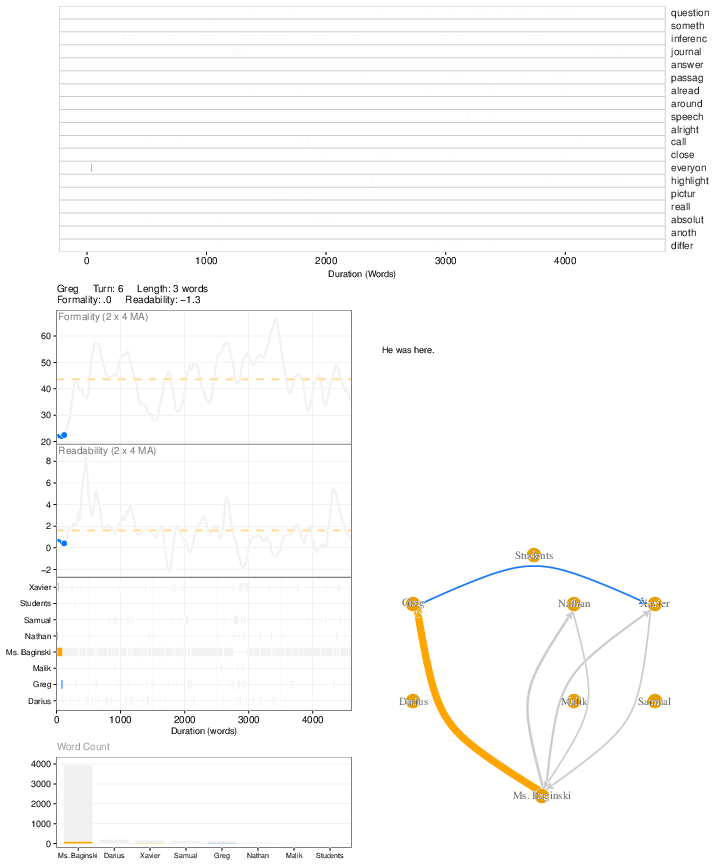 question
someth
inferenc
journal
answer
passag
alread
around
speech
alright
call
close
everyon
highlight
pictur
reall
absolut
anoth
differ
0 1000 2000 3000 4000
Duration (Words)
Greg Turn: 6 Length: 3 words
Formality: .0 Readability: −1.3
Formality (2 x 4 MA)
60
50
40
30
20
He was here.
Readability (2 x 4 MA)
8
6
4
2
0
−2
Xavier
Students
Samual
Nathan
Ms. Baginski
Malik
Greg
Darius
0 1000 2000 3000 4000
Duration (words)
Students
Greg Nathan Xavier
Darius Malik Samual
Ms. Baginski
Word Count
4000
3000
2000
1000
0
Ms. Baginski Darius Xavier Samual Greg Nathan Malik Students